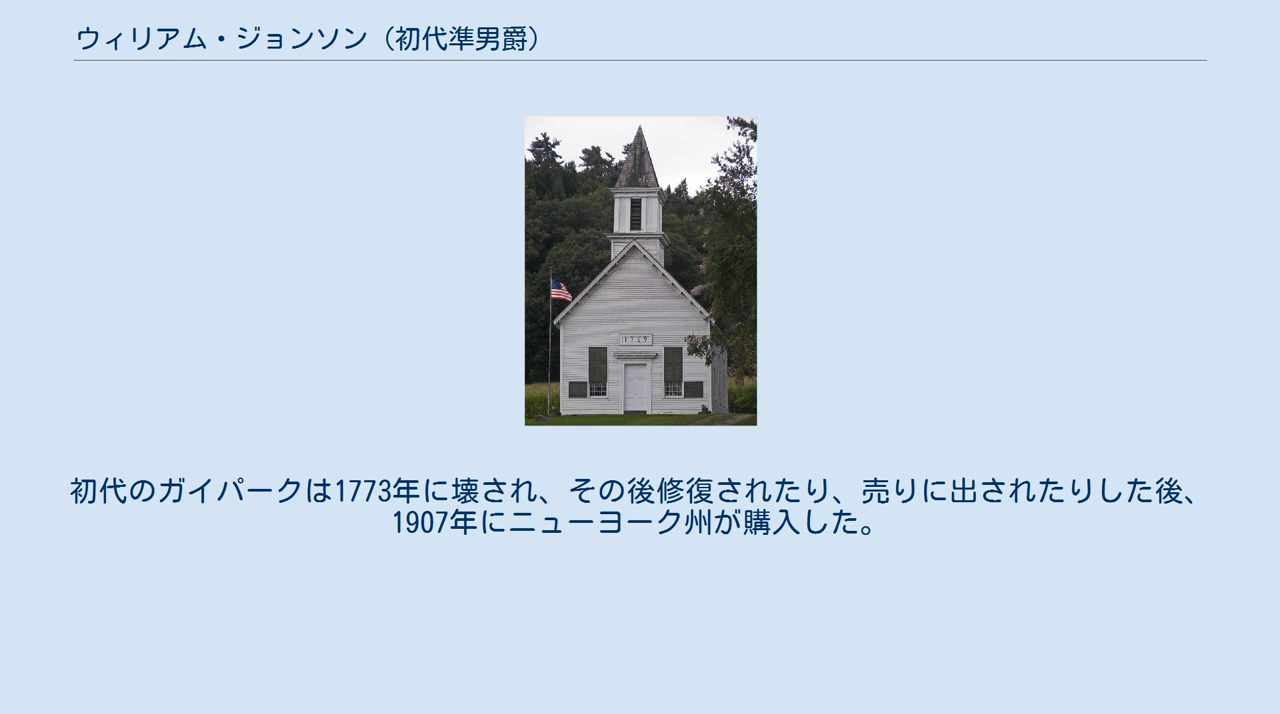 ウィリアム・ジョンソン（初代準男爵）
1769
初代のガイパークは1773年に壊され、その後修復されたり、売りに出されたりした後、
1907年にニューヨーク州が購入した。